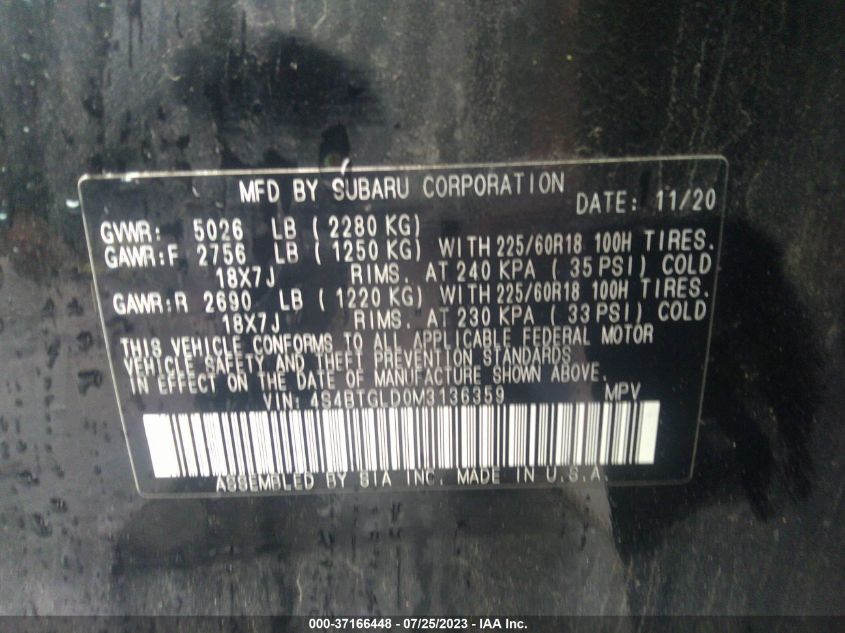 MFD BY SUBARU CORPORATION
DATE: 11/20
GVWR: 5026 LB ( 2280 KG)
GAWR:F 2756 LB ( 1250 KG) WITH 225/60R18 100H TIRES.
18X7J RIMS. AT 240 KPA ( 35 PSI) COLD
GAWR:R 2690 LB ( 1220 KG) WITH 225/60R18 100H TIRES.
18X7J RIMS. AT 230 KPA ( 33 PSI) COLD
THIS VEHICLE CONFORMS TO ALL APPLICABLE FEDERAL MOTOR
VEHICLE SAFETY AND THEFT PREVENTION STANDARDS
IN EFFECT ON THE DATE OF MANUFACTURE SHOWN ABOVE.
VIN: 4S4BTGLD0M3136359 MPV
ASSEMBLED BY SIA INC. MADE IN U.S.A.
000-37166448 - 07/25/2023 - IAA Inc.